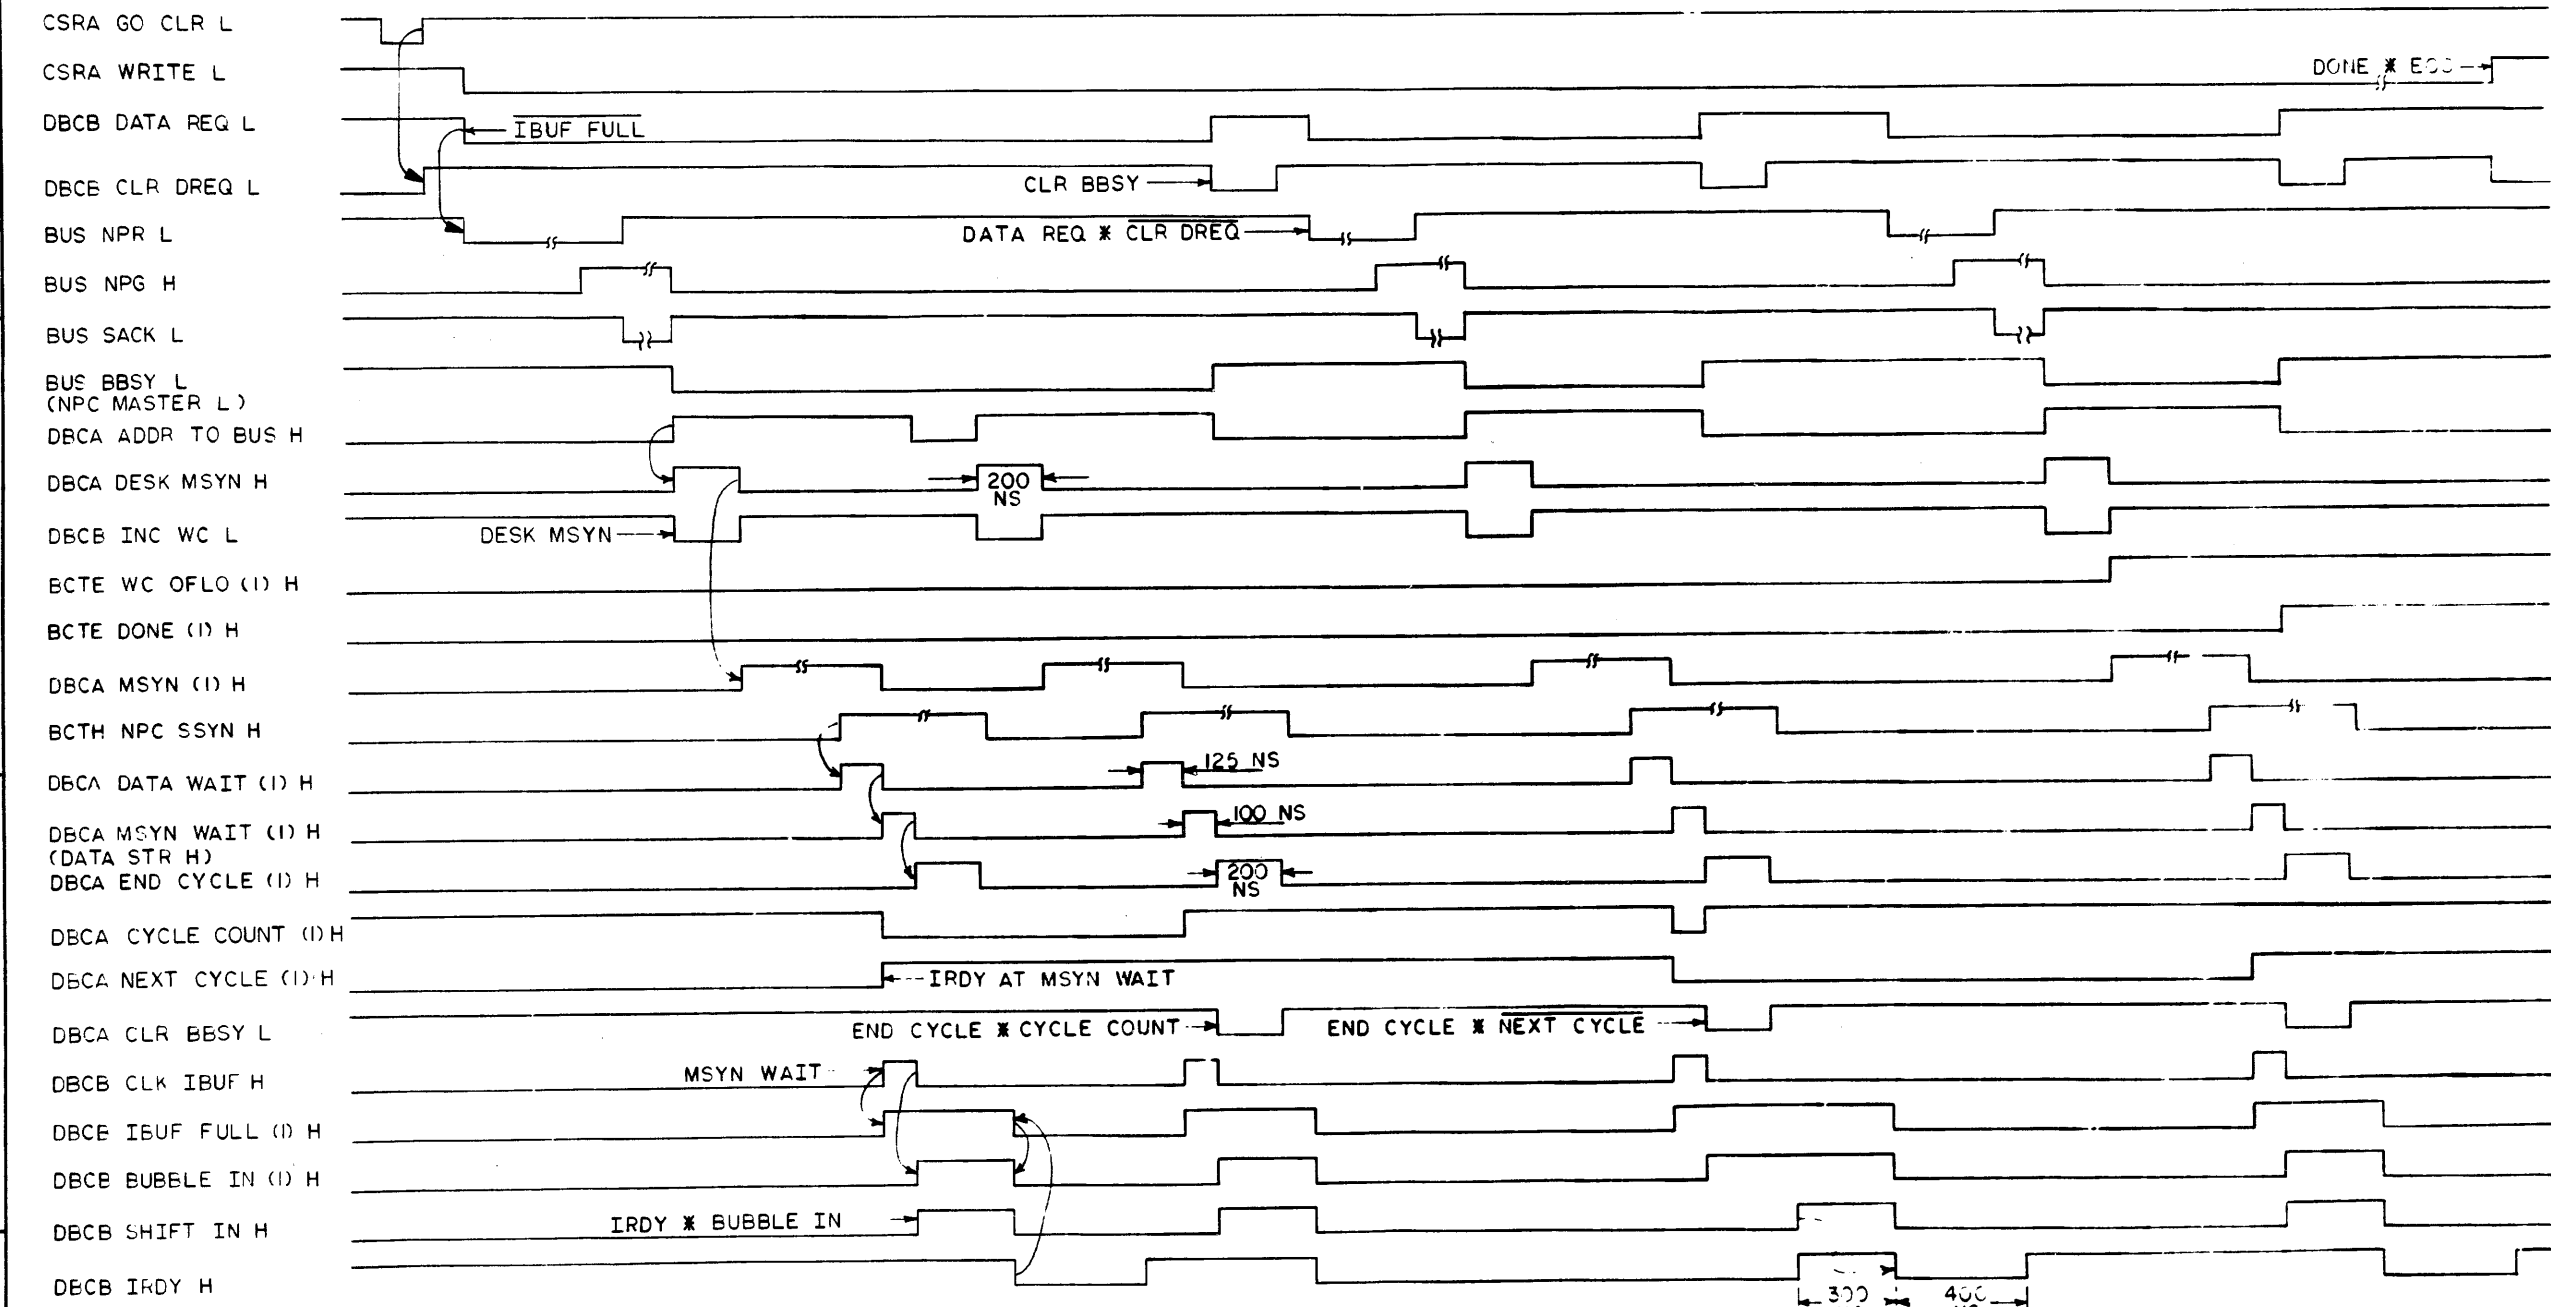 CSRA GO CLR L
CSRA WRITE L
DONE * EOD
DBCB DATA REQ L
IBUF FULL
DBCB CLR DREQ L
CLR BBSY
BUS NPR L
DATA REQ * CLR DREQ
BUS NPG H
BUS SACK L
BUS BBSY L
(NPC MASTER L)
DBCA ADDR TO BUS H
DBCA DESK MSYN H
200
NS
DBCB INC WC L
DESK MSYN
BCTE WC OFLO (1) H
BCTE DONE (1) H
DBCA MSYN (1) H
BCTH NPC SSYN H
DBCA DATA WAIT (1) H
125 NS
DBCA MSYN WAIT (1) H
(DATA STR H)
100 NS
DBCA END CYCLE (1) H
200
NS
DBCA CYCLE COUNT (1) H
DBCA NEXT CYCLE (1) H
IRDY AT MSYN WAIT
DBCA CLR BBSY L
END CYCLE * CYCLE COUNT
END CYCLE * NEXT CYCLE
DBCB CLK IBUF H
MSYN WAIT
DBCB IBUF FULL (1) H
DBCB BUBBLE IN (1) H
DBCB SHIFT IN H
IRDY * BUBBLE IN
DBCB IRDY H
300
400